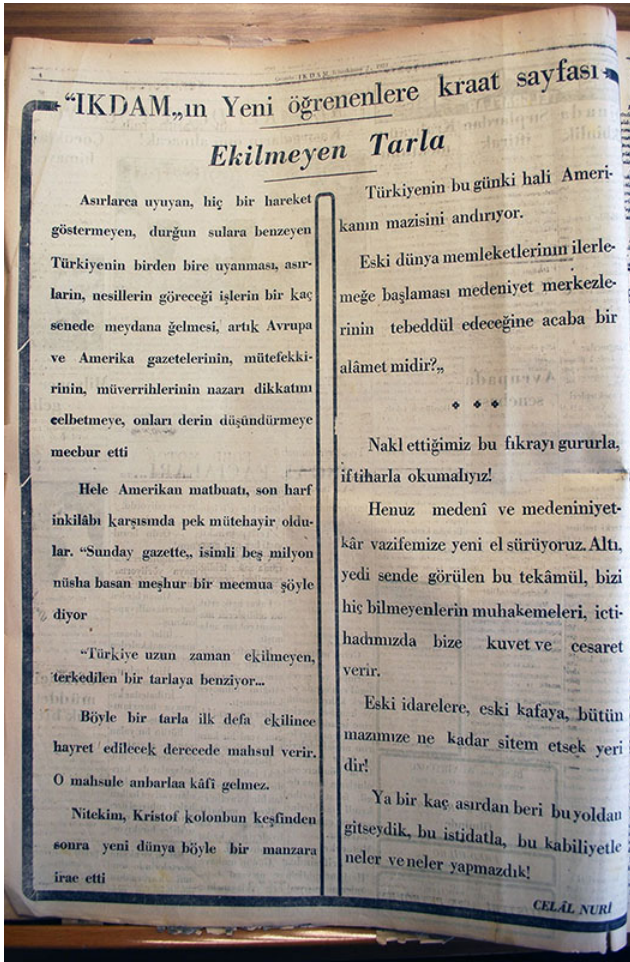 IKDAM
"IKDAM„ın Yeni öğrenenlere kraat sayfası
Ekilmeyen Tarla
Asırlarca uyuyan, hiç bir hareket
göstermeyen, durğun sulara benzeyen
Türkiyenin birden bire uyanması, asır-
ların, nesillerin göreceği işlerin bir kaç
senede meydana ğelmesi, artık Avrupa
ve Amerika gazetelerinin, mütefekki-
rinin, müverrihlerinin nazarı dikkatını
celbetmeye, onları derin düşündürmeye
mecbur etti
Hele Amerikan matbuatı, son harf
inkilâbı karşısında pek mütehayir oldu-
lar. "Sunday gazette„ isimli beş milyon
nüsha basan meşhur bir mecmua şöyle
diyor
"Türkiye uzun zaman ekilmeyen,
terkedilen bir tarlaya benziyor...
Böyle bir tarla ilk defa ekilince
hayret edilecek derecede mahsul verir.
O mahsule anbarlaa kâfi gelmez.
Nitekim, Kristof kolonbun keşfinden
sonra yeni dünya böyle bir manzara
irae etti
Türkiyenin bu günki hali Ameri-
kanın mazisini andırıyor.
Eski dünya memleketlerinin ilerle-
meğe başlaması medeniyet merkezle-
rinin tebeddül edeceğine acaba bir
alâmet midir?„
Nakl ettiğimiz bu fıkrayı gururla,
iftiharla okumalıyız!
Henuz medenî ve medeniniyet-
kâr vazifemize yeni el sürüyoruz. Altı,
yedi sende görülen bu tekâmül, bizi
hiç bilmeyenlerin muhakemeleri, icti-
hadımızda bize kuvet ve cesaret
verir.
Eski idarelere, eski kafaya, bütün
mazimize ne kadar sitem etsek yeri
dir!
Ya bir kaç asırdan beri bu yoldan
gitseydik, bu istidatla, bu kabiliyetle
neler ve neler yapmazdık!
CELÂL NURİ